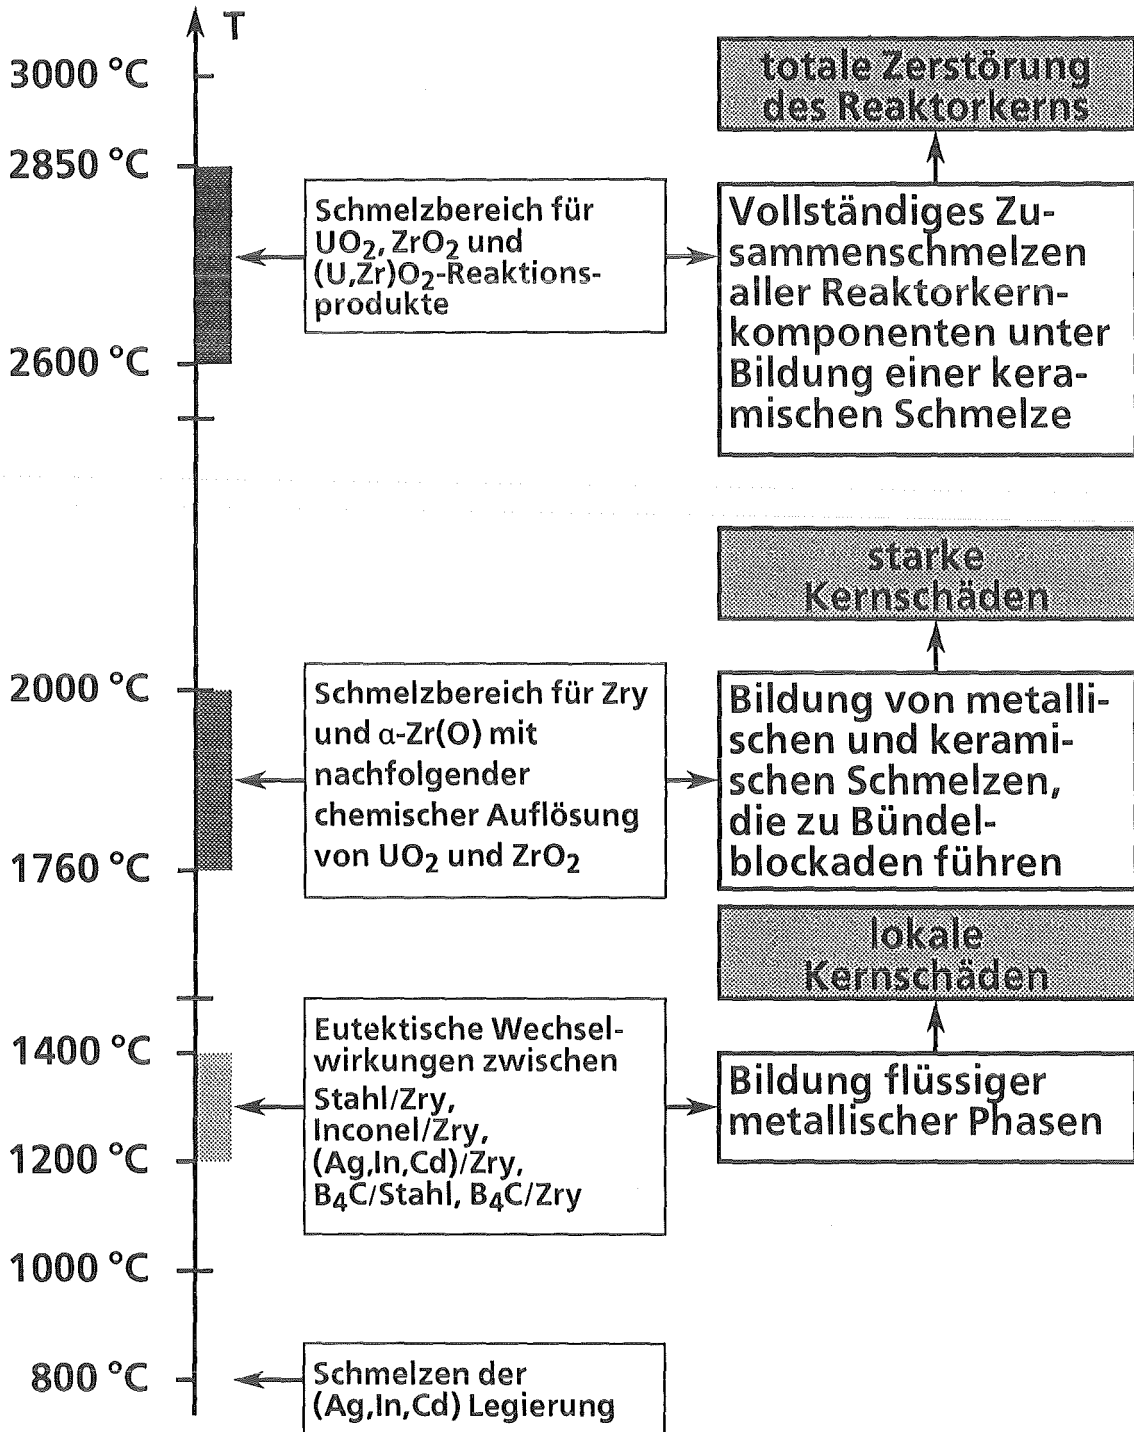 T
3000 °C
2850 °C
2600 °C
2000 °C
1760 °C
1400 °C
1200 °C
1000 °C
800 °C
totale Zerstörung
des Reaktorkerns
Schmelzbereich für
UO₂, ZrO₂ und
(U,Zr)O₂-Reaktions-
produkte
Vollständiges Zu-
sammenschmelzen
aller Reaktorkern-
komponenten unter
Bildung einer kera-
mischen Schmelze
starke
Kernschäden
Schmelzbereich für Zry
und α-Zr(O) mit
nachfolgender
chemischer Auflösung
von UO₂ und ZrO₂
Bildung von metalli-
schen und kerami-
schen Schmelzen,
die zu Bündel-
blockaden führen
lokale
Kernschäden
Eutektische Wechsel-
wirkungen zwischen
Stahl/Zry,
Inconel/Zry,
(Ag,In,Cd)/Zry,
B₄C/Stahl, B₄C/Zry
Bildung flüssiger
metallischer Phasen
Schmelzen der
(Ag,In,Cd) Legierung